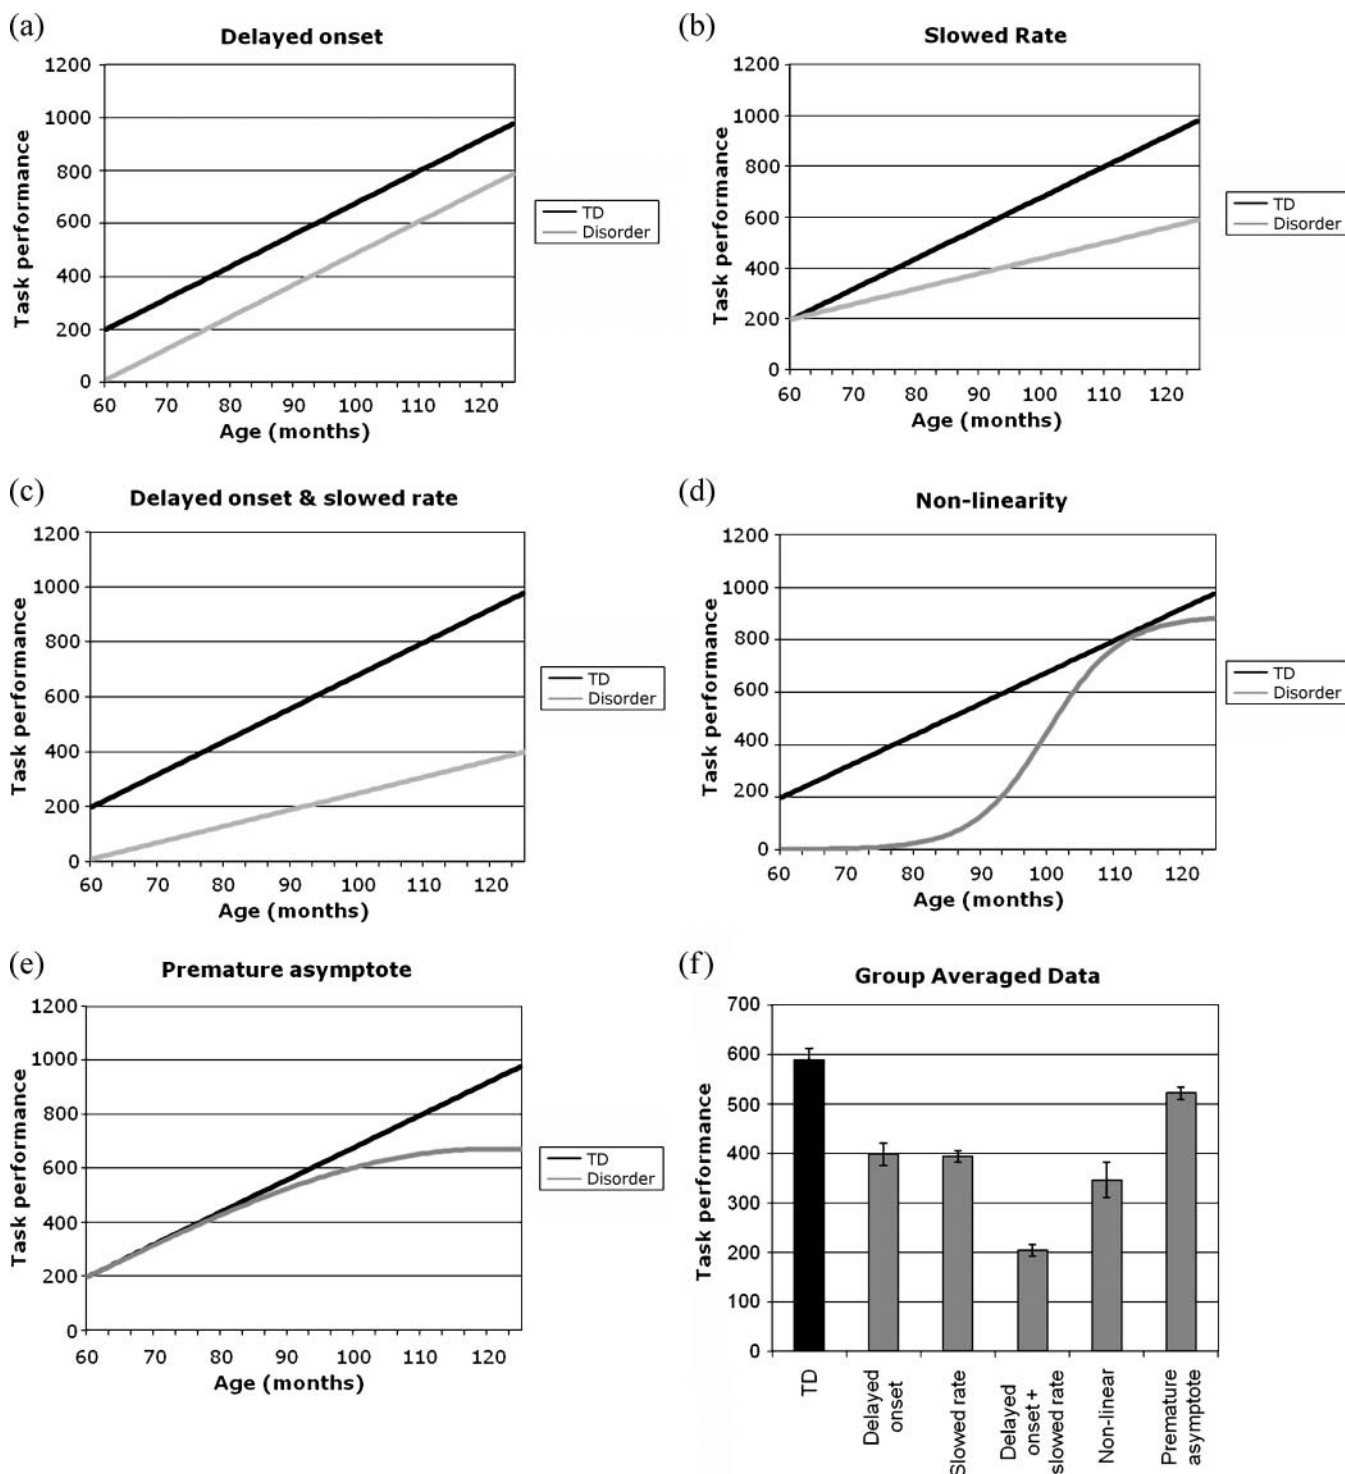 (a)
Delayed onset
1200
1000
800
600
400
200
0
Task performance
60 70 80 90 100 110 120
Age (months)
TD
Disorder
(b)
Slowed Rate
1200
1000
800
600
400
200
0
Task performance
60 70 80 90 100 110 120
Age (months)
TD
Disorder
(c)
Delayed onset & slowed rate
1200
1000
800
600
400
200
0
Task performance
60 70 80 90 100 110 120
Age (months)
TD
Disorder
(d)
Non-linearity
1200
1000
800
600
400
200
0
Task performance
60 70 80 90 100 110 120
Age (months)
TD
Disorder
(e)
Premature asymptote
1200
1000
800
600
400
200
0
Task performance
60 70 80 90 100 110 120
Age (months)
TD
Disorder
(f)
Group Averaged Data
700
600
500
400
300
200
100
0
Task performance
TD
Delayed
onset
Slowed rate
Delayed
onset +
slowed rate
Non-linear
Premature
asymptote